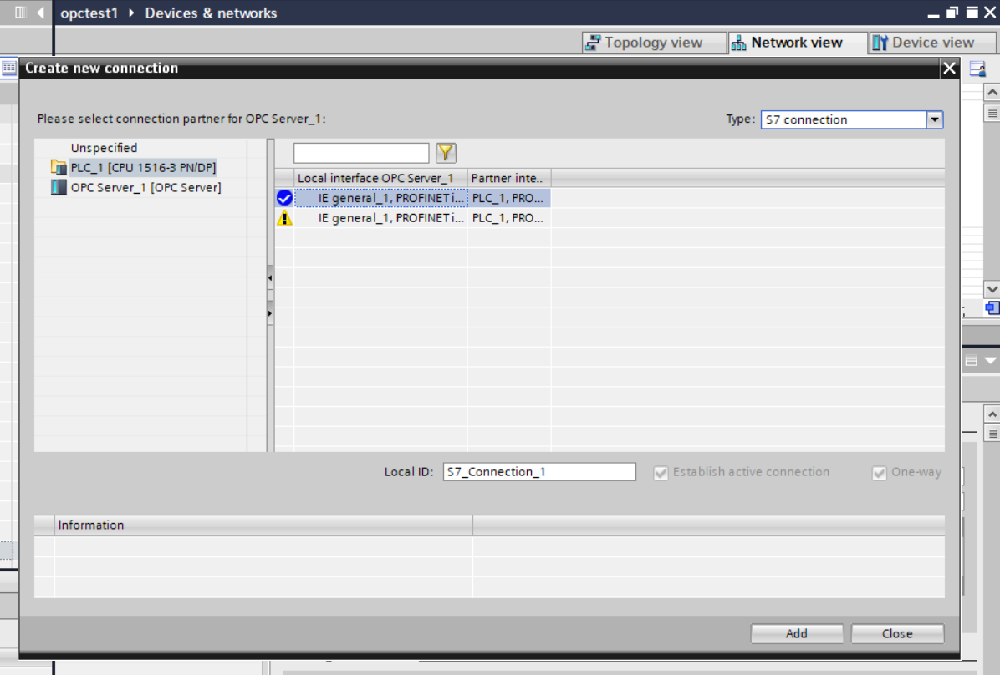 opctest1 ▸ Devices & networks
Topology view
Network view
Device view
Create new connection
Please select connection partner for OPC Server_1:
Type: S7 connection
Unspecified
PLC_1 [CPU 1516-3 PN/DP]
OPC Server_1 [OPC Server]
Local interface OPC Server_1 Partner inte..
IE general_1, PROFINET i... PLC_1, PRO...
IE general_1, PROFINET i... PLC_1, PRO...
Local ID: S7_Connection_1
Establish active connection
One-way
Information
Add
Close